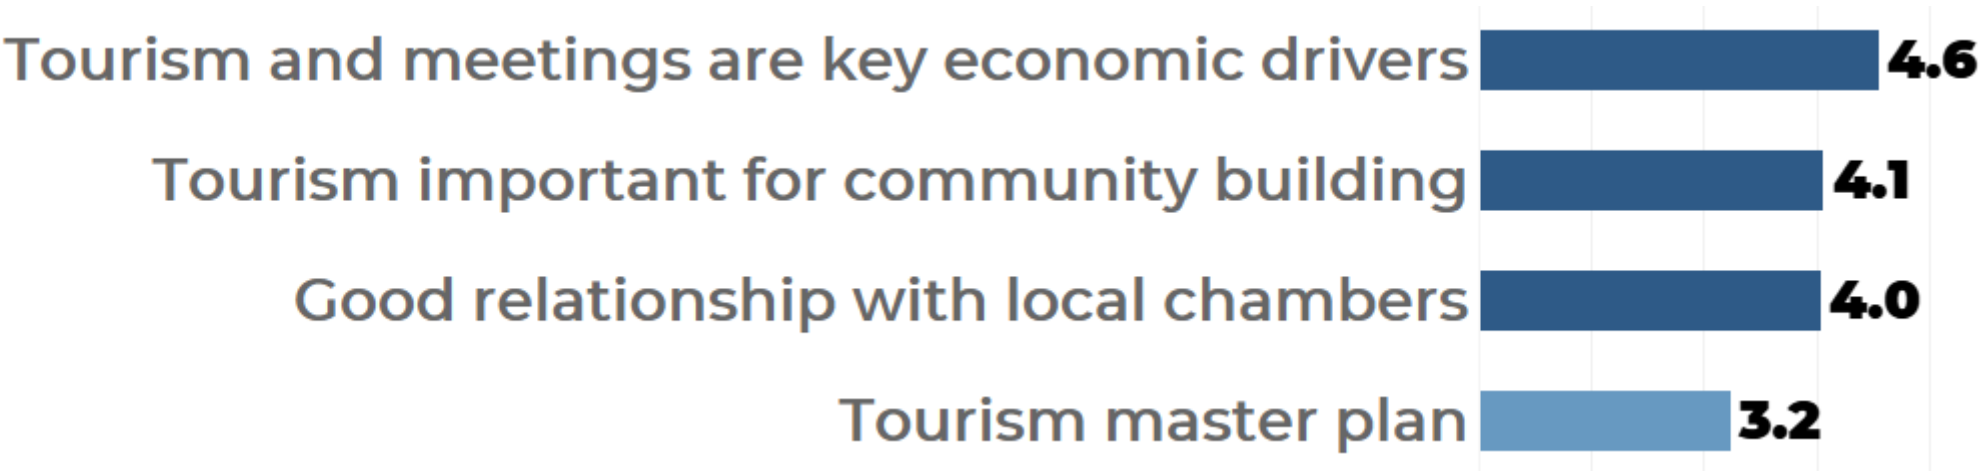 Tourism and meetings are key economic drivers 4.6
Tourism important for community building 4.1
Good relationship with local chambers 4.0
Tourism master plan 3.2